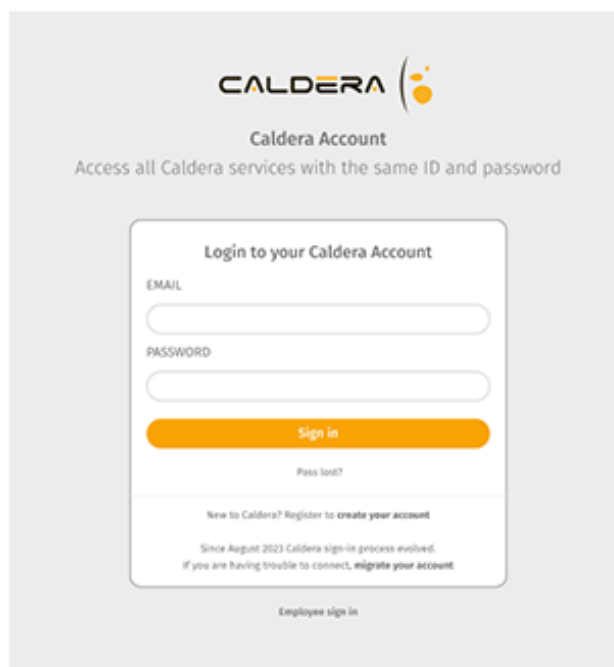 CALDERA
Caldera Account
Access all Caldera services with the same ID and password
Login to your Caldera Account
EMAIL
PASSWORD
Sign in
Pass lost?
New to Caldera? Register to create your account
Since August 2023 Caldera sign-in process evolved.
If you are having trouble to connect, migrate your account
Employee sign in